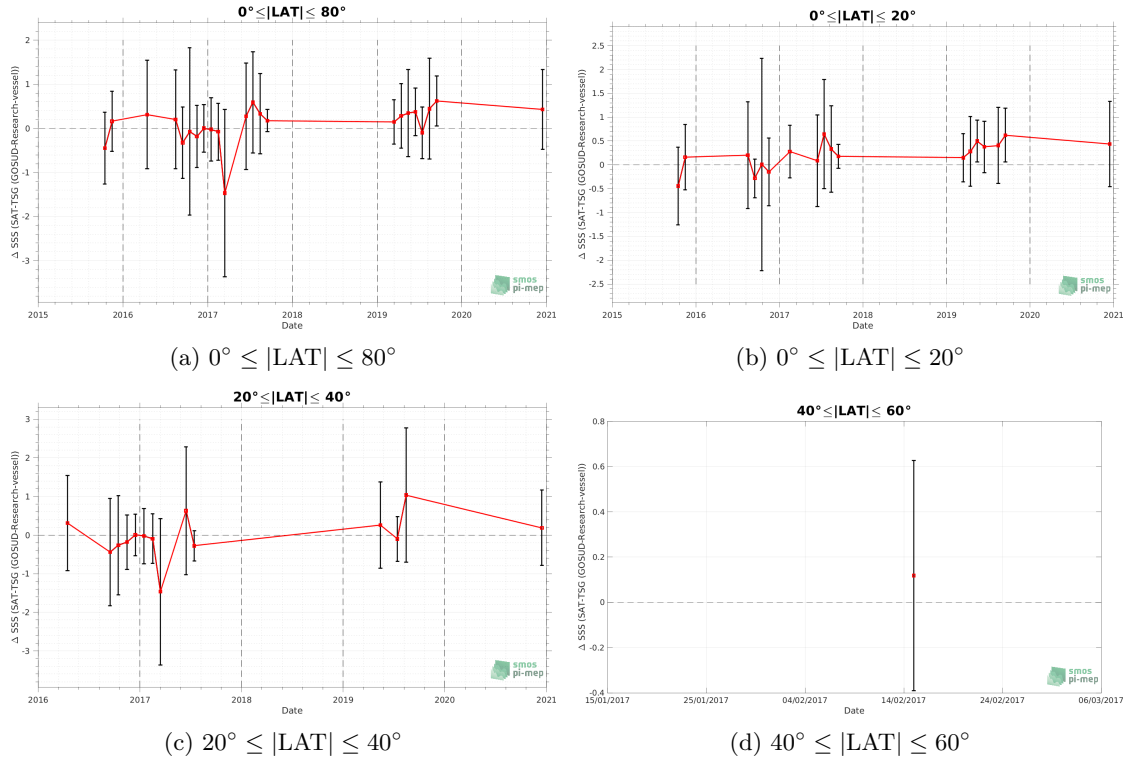 0°≤|LAT|≤ 80°
Δ SSS (SAT-TSG (GOSUD-Research-vessel))
2
1
0
-1
-2
-3
2015
2016
2017
2018
2019
2020
2021
Date
smos
pi-mep
(a) 0° ≤ |LAT| ≤ 80°
0°≤|LAT|≤ 20°
Δ SSS (SAT-TSG (GOSUD-Research-vessel))
2.5
2
1.5
1
0.5
0
-0.5
-1
-1.5
-2
-2.5
2015
2016
2017
2018
2019
2020
2021
Date
smos
pi-mep
(b) 0° ≤ |LAT| ≤ 20°
20°≤|LAT|≤ 40°
Δ SSS (SAT-TSG (GOSUD-Research-vessel))
3
2
1
0
-1
-2
-3
2016
2017
2018
2019
2020
2021
Date
smos
pi-mep
(c) 20° ≤ |LAT| ≤ 40°
40°≤|LAT|≤ 60°
Δ SSS (SAT-TSG (GOSUD-Research-vessel))
0.8
0.6
0.4
0.2
0
-0.2
-0.4
15/01/2017
25/01/2017
04/02/2017
14/02/2017
24/02/2017
06/03/2017
Date
smos
pi-mep
(d) 40° ≤ |LAT| ≤ 60°